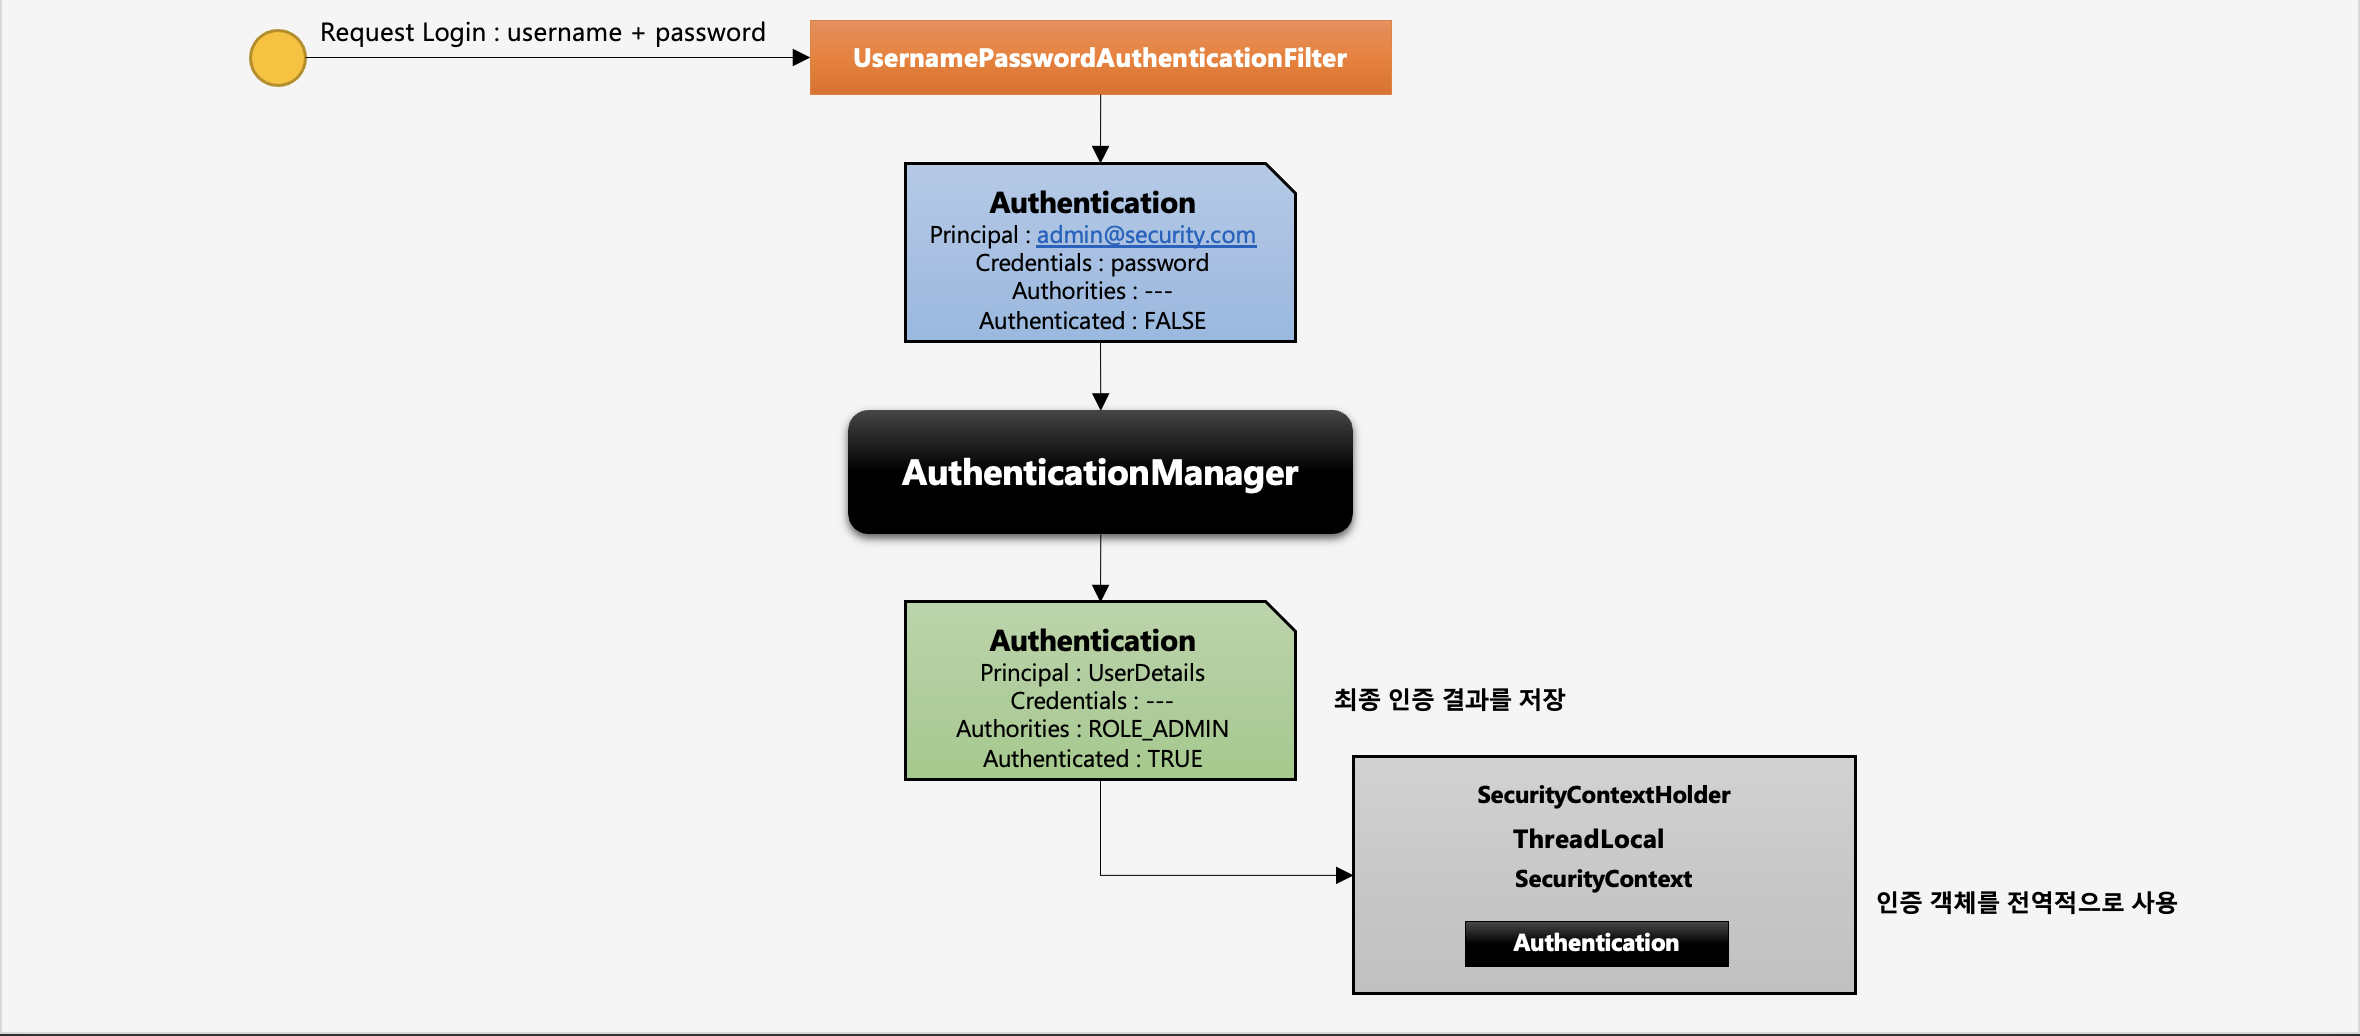 Request Login : username + password
UsernamePasswordAuthenticationFilter
Authentication
Principal : admin@security.com
Credentials : password
Authorities : ---
Authenticated : FALSE
AuthenticationManager
Authentication
Principal : UserDetails
Credentials : ---
Authorities : ROLE_ADMIN
Authenticated : TRUE
최종 인증 결과를 저장
SecurityContextHolder
ThreadLocal
SecurityContext
Authentication
인증 객체를 전역적으로 사용